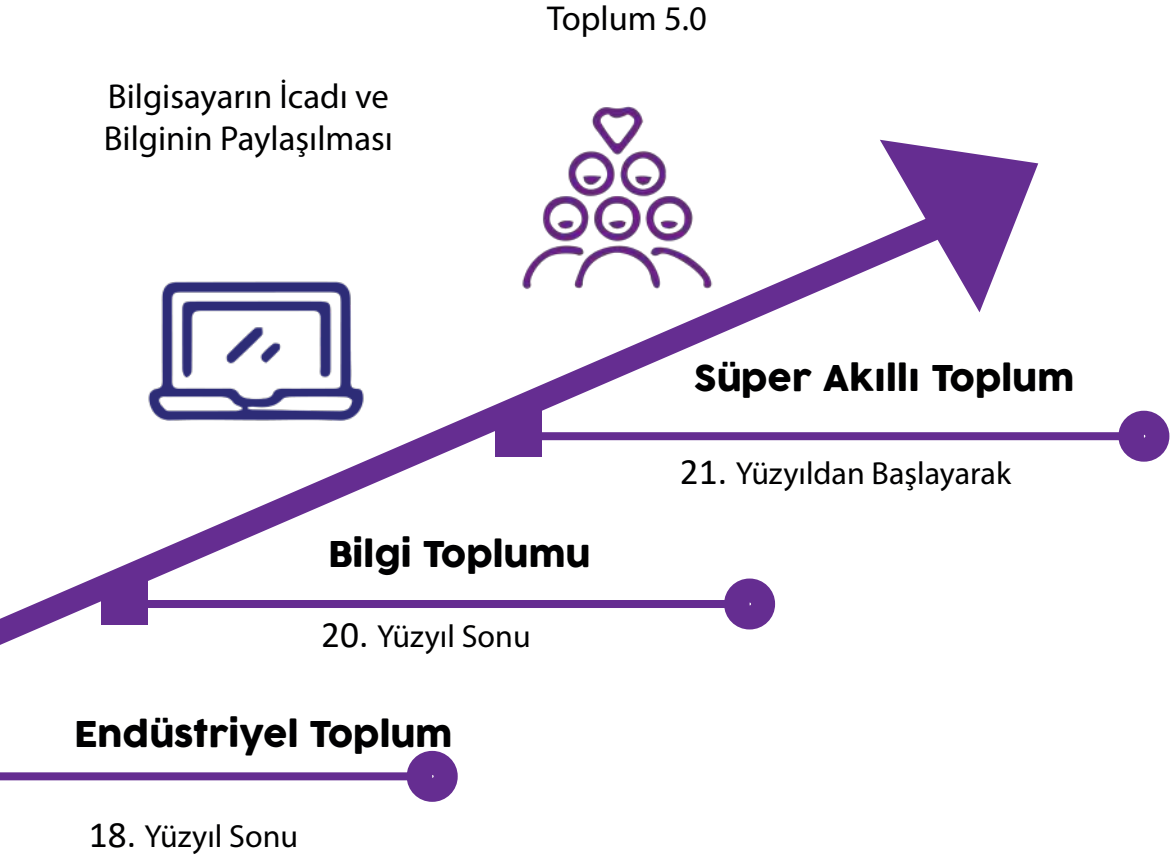 Toplum 5.0
Bilgisayarın İcadı ve
Bilginin Paylaşılması
Süper Akıllı Toplum
21. Yüzyıldan Başlayarak
Bilgi Toplumu
20. Yüzyıl Sonu
Endüstriyel Toplum
18. Yüzyıl Sonu